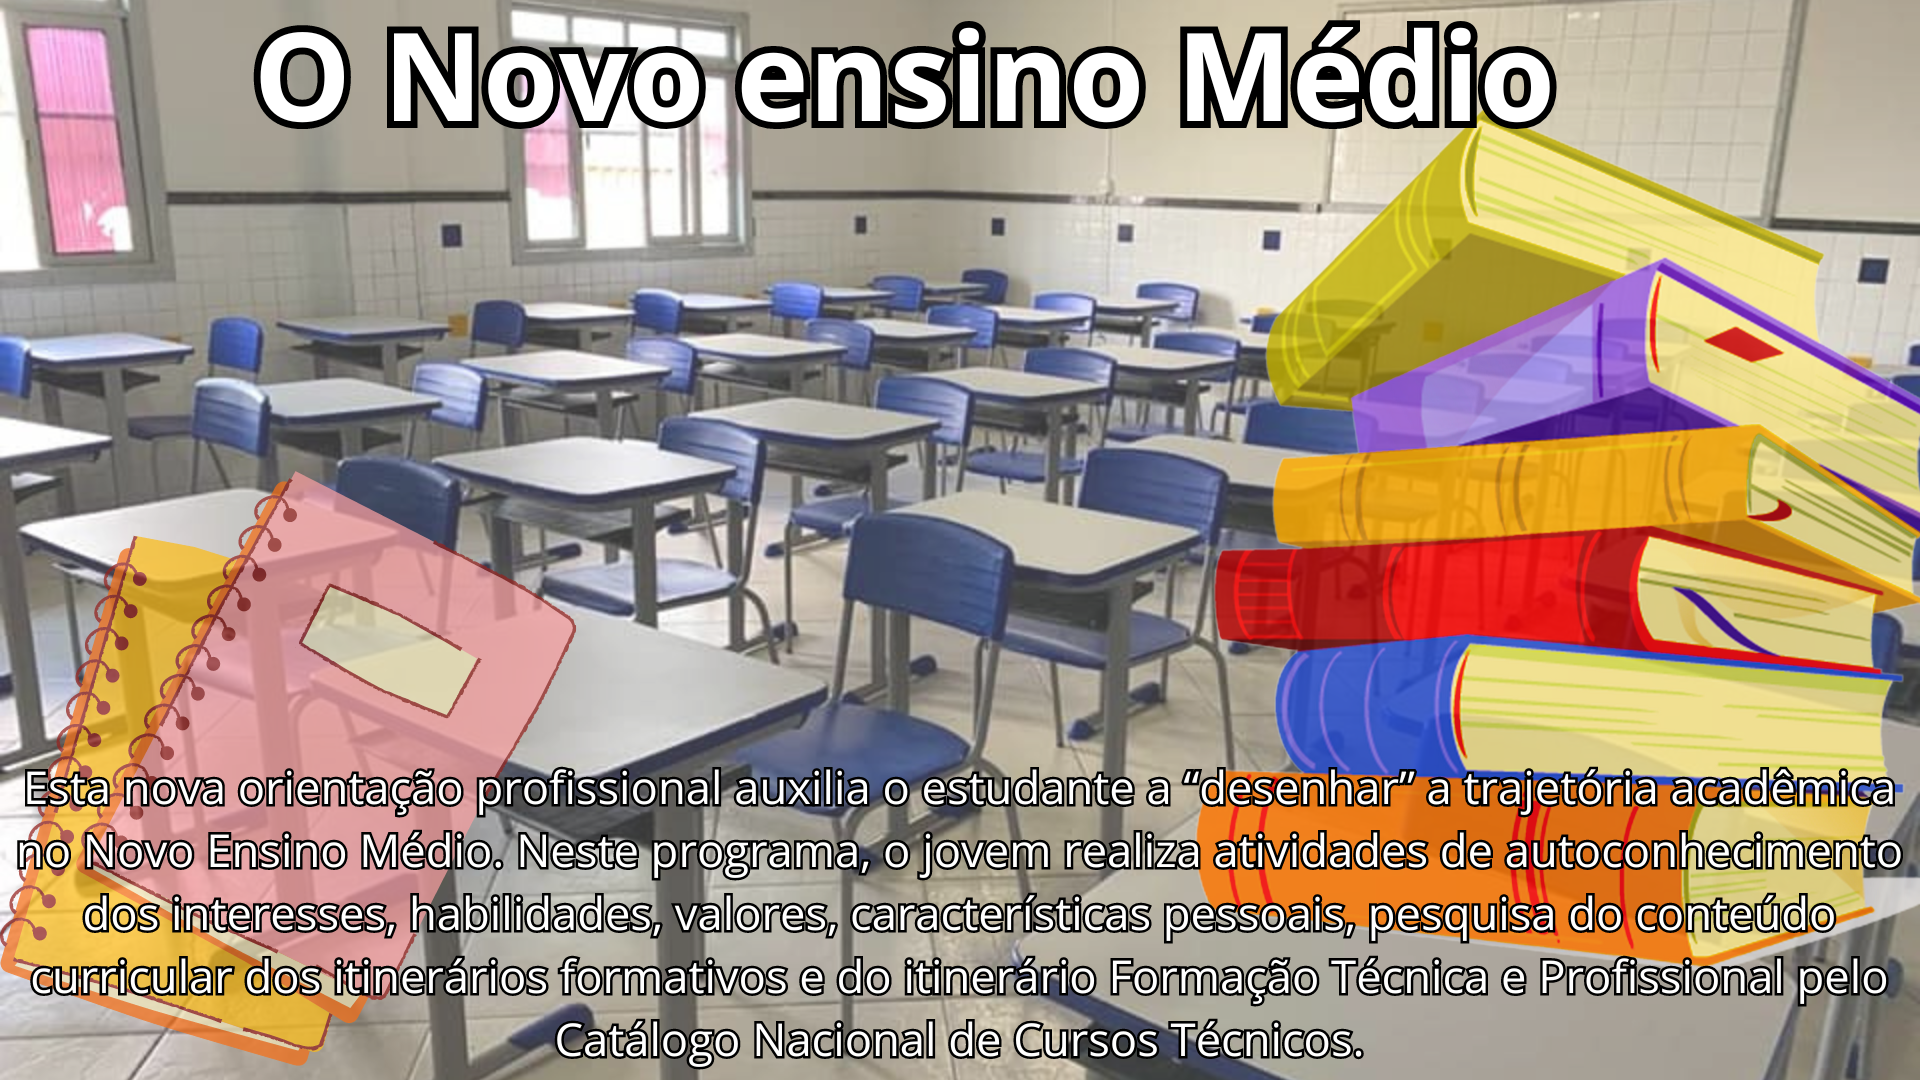 O Novo ensino Médio
Esta nova orientação profissional auxilia o estudante a “desenhar” a trajetória acadêmica
no Novo Ensino Médio. Neste programa, o jovem realiza atividades de autoconhecimento
dos interesses, habilidades, valores, características pessoais, pesquisa do conteúdo
curricular dos itinerários formativos e do itinerário Formação Técnica e Profissional pelo
Catálogo Nacional de Cursos Técnicos.